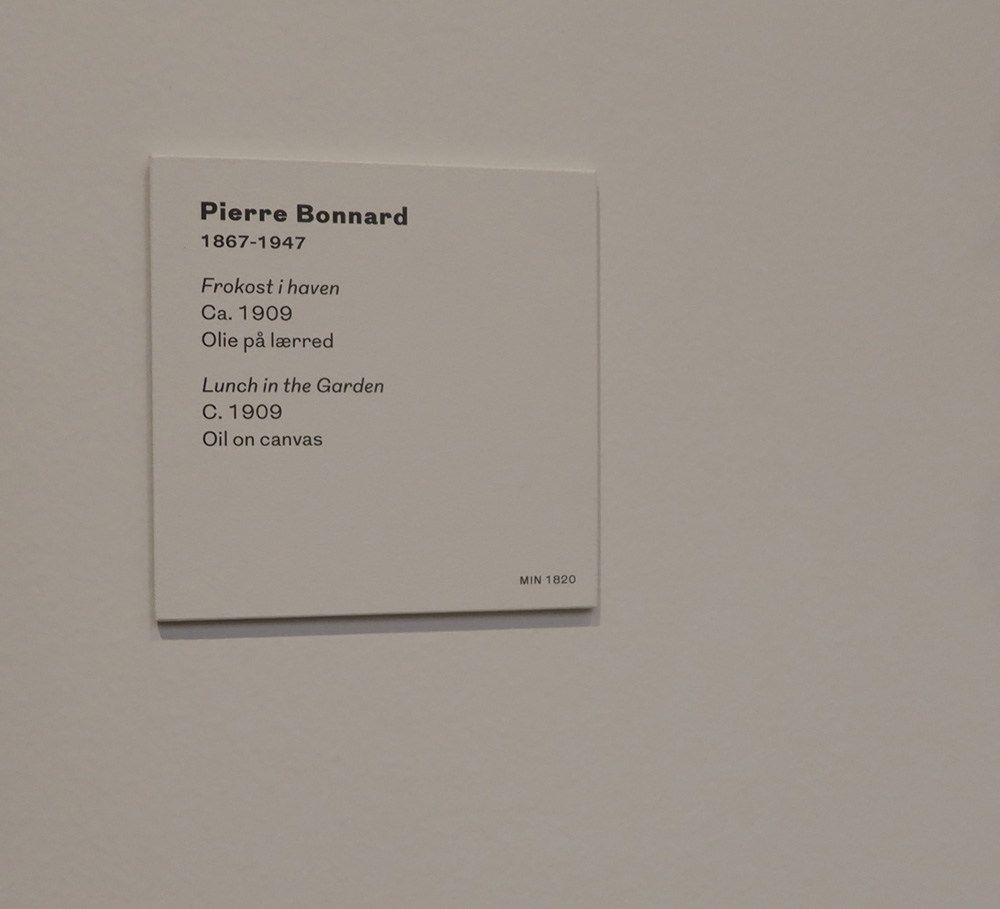 Pierre Bonnard
1867-1947
Frokost i haven
Ca. 1909
Olie på lærred
Lunch in the Garden
C. 1909
Oil on canvas
MIN 1820